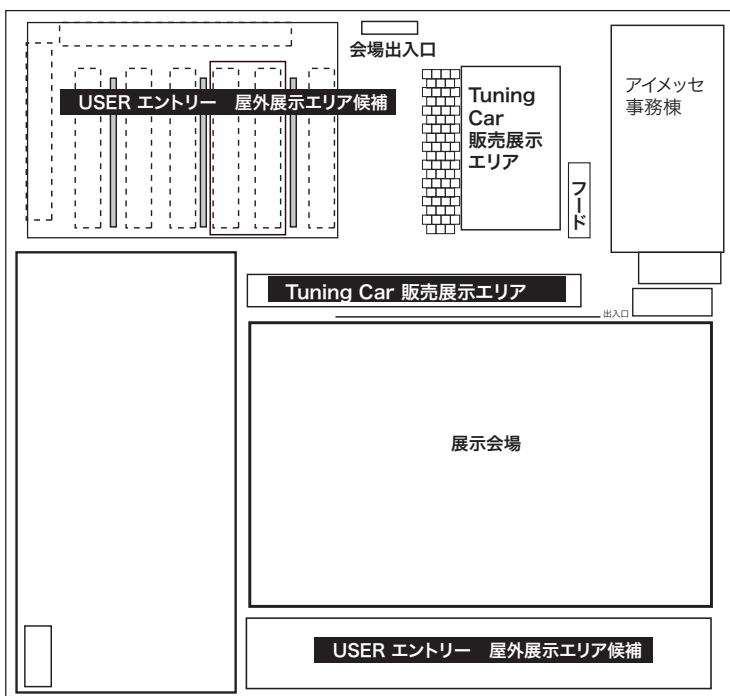 会場出入口
アイメッセ
事務棟
USER エントリー　屋外展示エリア候補
Tuning
Car
販売展示
エリア
フード
Tuning Car 販売展示エリア
出入口
展示会場
USER エントリー　屋外展示エリア候補